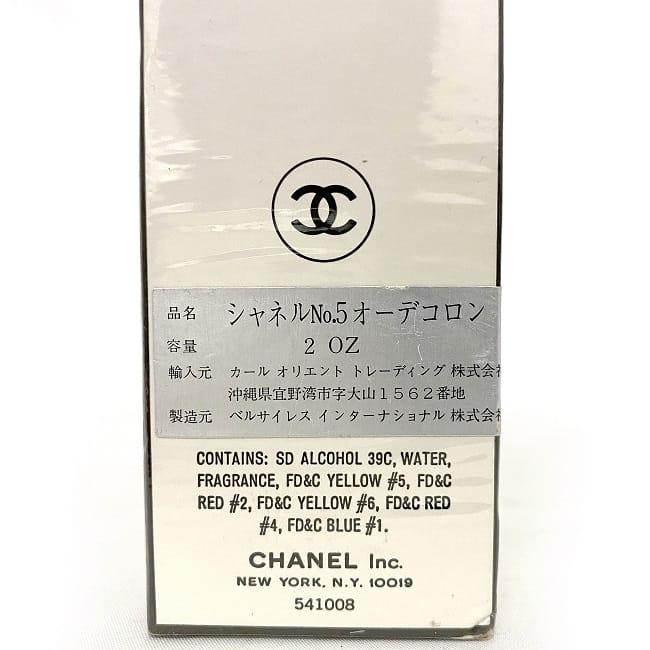 品名 シャネルNo.5オーデコロン
容量 2 OZ
輸入元 カール オリエント トレーディング 株式会社
沖縄県宜野湾市字大山1562番地
製造元 ベルサイレス インターナショナル 株式会社
CONTAINS: SD ALCOHOL 39C, WATER,
FRAGRANCE, FD&C YELLOW #5, FD&C
RED #2, FD&C YELLOW #6, FD&C RED
#4, FD&C BLUE #1.
CHANEL Inc.
NEW YORK, N.Y. 10019
541008